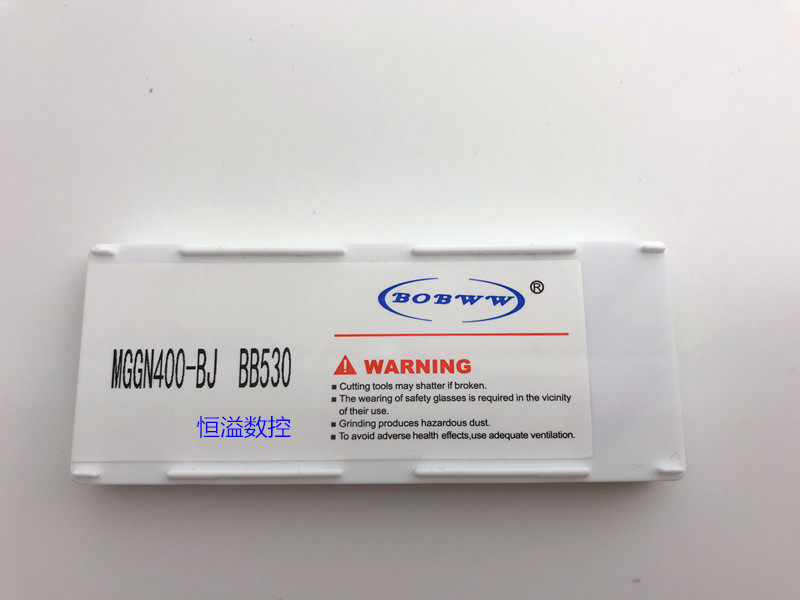 BOBWW ®
MGGN400-BJ BB530
恒溢数控
WARNING
■ Cutting tools may shatter if broken.
■ The wearing of safety glasses is required in the vicinity
of their use.
■ Grinding produces hazardous dust.
■ To avoid adverse health effects,use adequate ventilation.